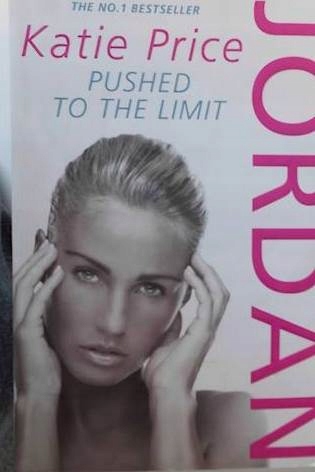 THE NO.1 BESTSELLER
Katie Price
PUSHED
TO THE LIMIT
JORDAN